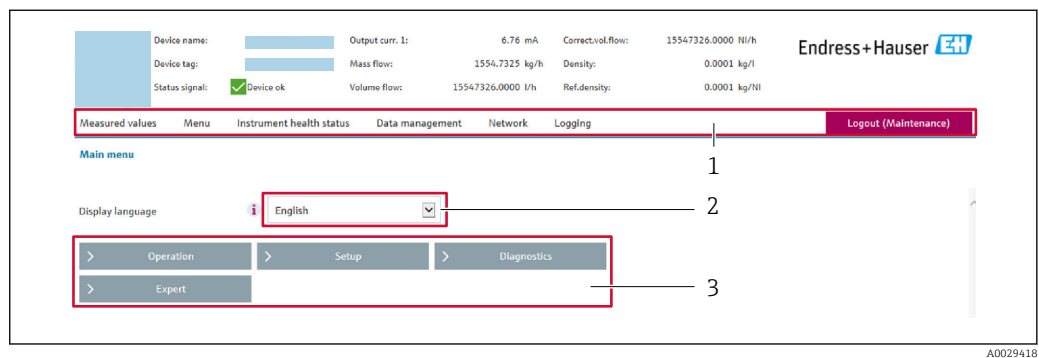 Device name: Output curr. 1: 6.76 mA Correct.vol.flow: 15547326.0000 Nl/h
Endress+Hauser EH
Device tag: Mass flow: 1554.7325 kg/h Density: 0.0001 kg/l
Status signal: Device ok Volume flow: 15547326.0000 l/h Ref.density: 0.0001 kg/Nl
Measured values Menu Instrument health status Data management Network Logging Logout (Maintenance)
1
Main menu
Display language i English 2
> Operation > Setup > Diagnostics
> Expert 3
A0029418